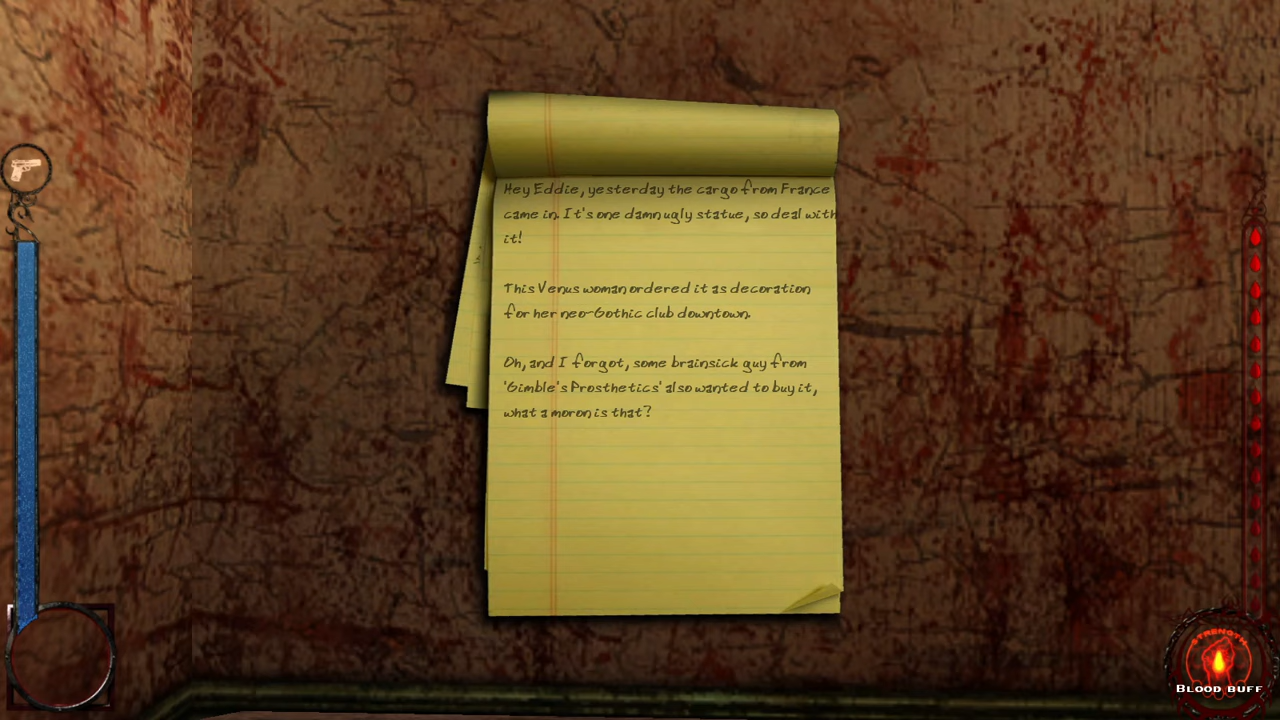 Hey Eddie, yesterday the cargo from France
came in. It's one damn ugly statue, so deal with
it!
This Venus woman ordered it as decoration
for her neo-Gothic club downtown.
Oh, and I forgot, some brainsick guy from
'Gimble's Prosthetics' also wanted to buy it,
what a moron is that?
STRENGTH
BLOOD BUFF